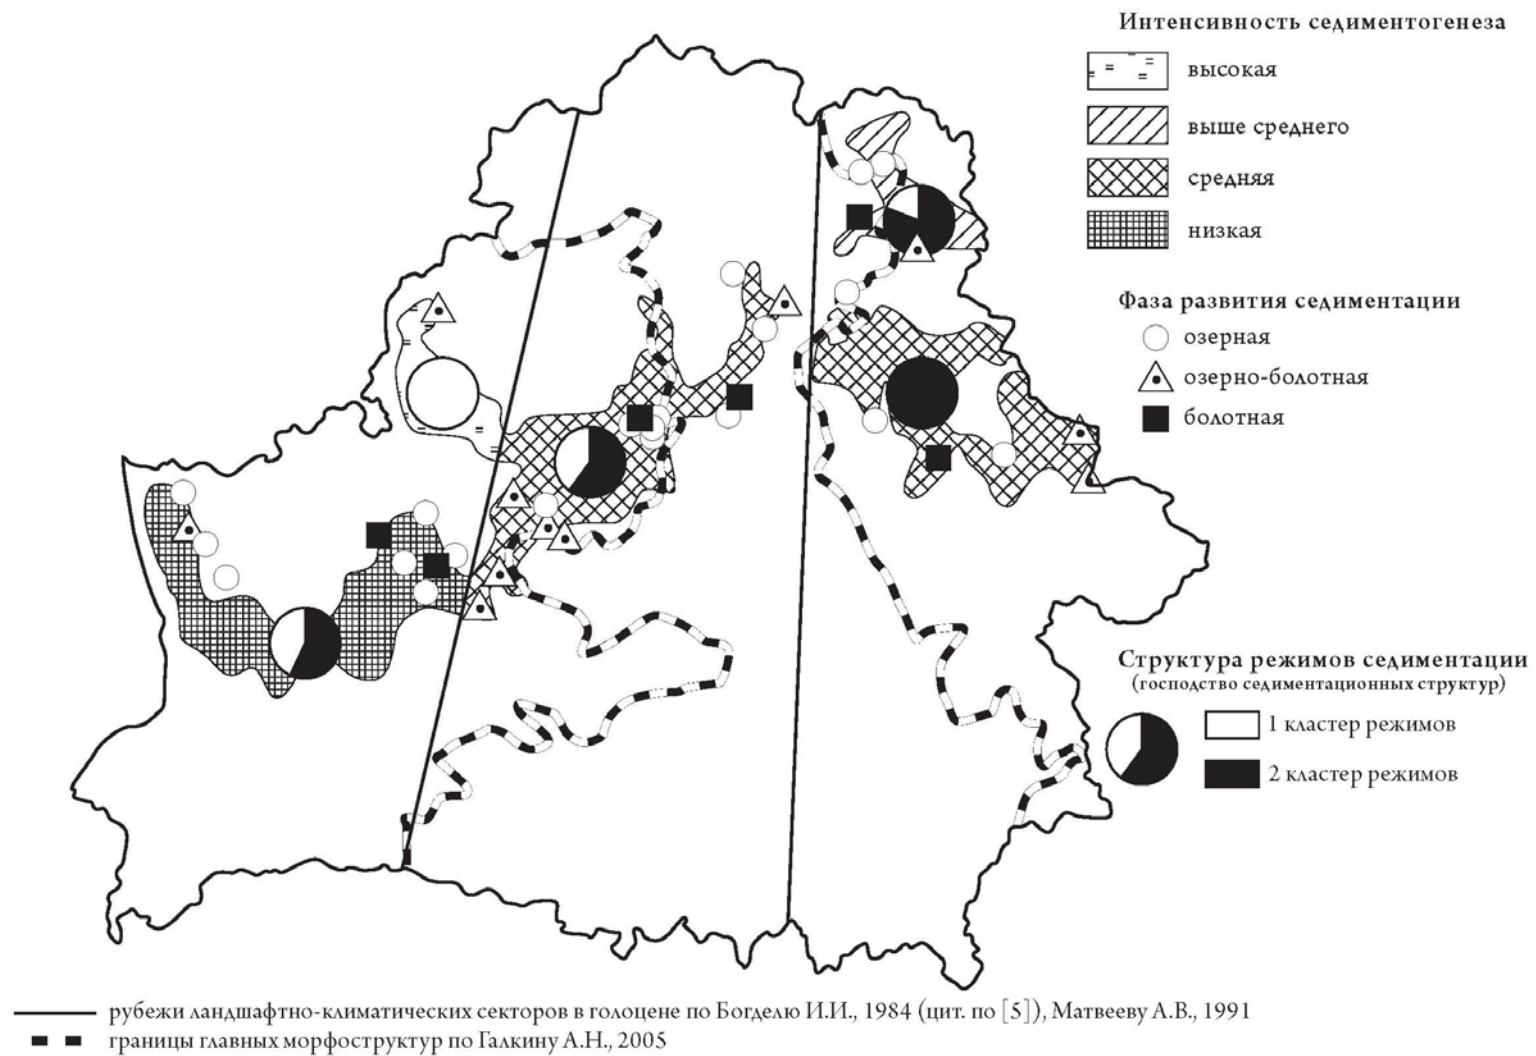 Интенсивность седиментогенеза
высокая
выше среднего
средняя
низкая
Фаза развития седиментации
озерная
озерно-болотная
болотная
Структура режимов седиментации
(господство седиментационных структур)
1 кластер режимов
2 кластер режимов
рубежи ландшафтно-климатических секторов в голоцене по Богделю И.И., 1984 (цит. по [5]), Матвееву А.В., 1991
границы главных морфоструктур по Галкину А.Н., 2005